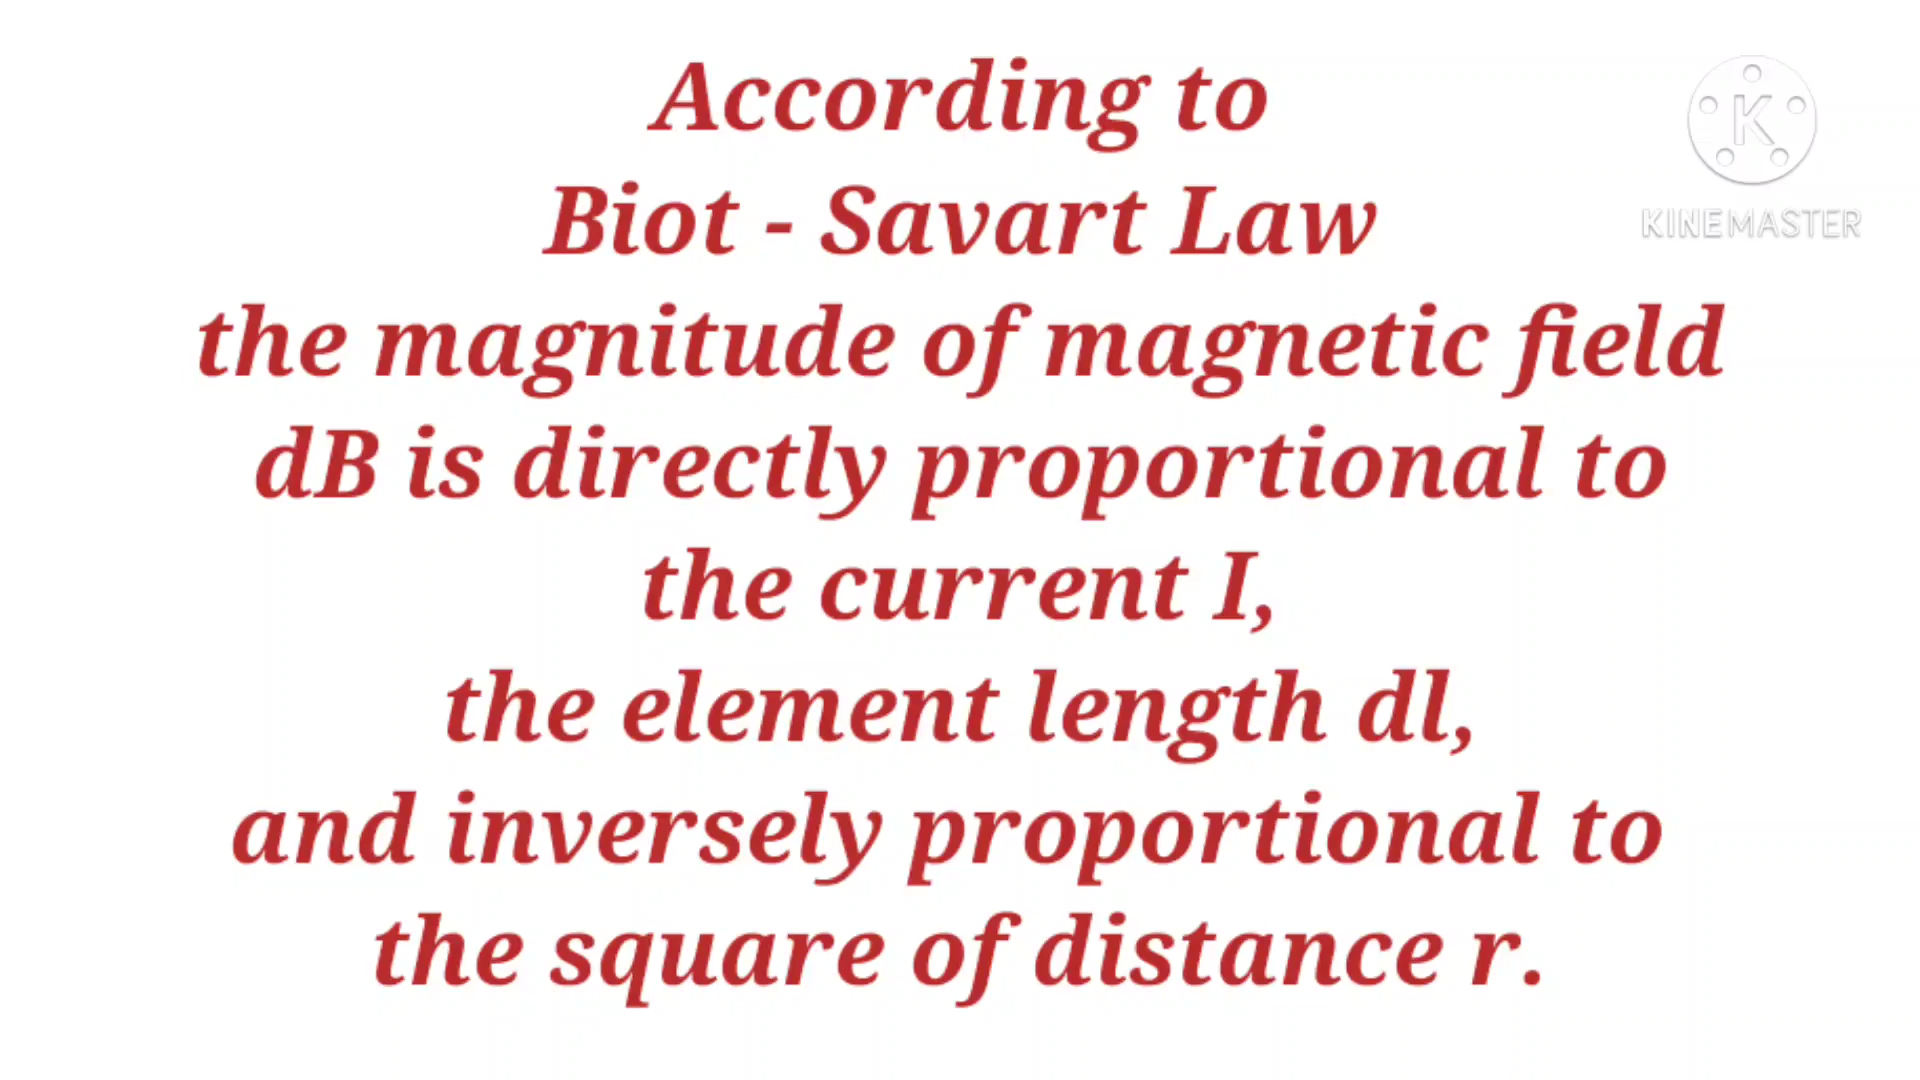 According to
Biot - Savart Law
the magnitude of magnetic field
dB is directly proportional to
the current I,
the element length dl,
and inversely proportional to
the square of distance r.
K
KINEMASTER